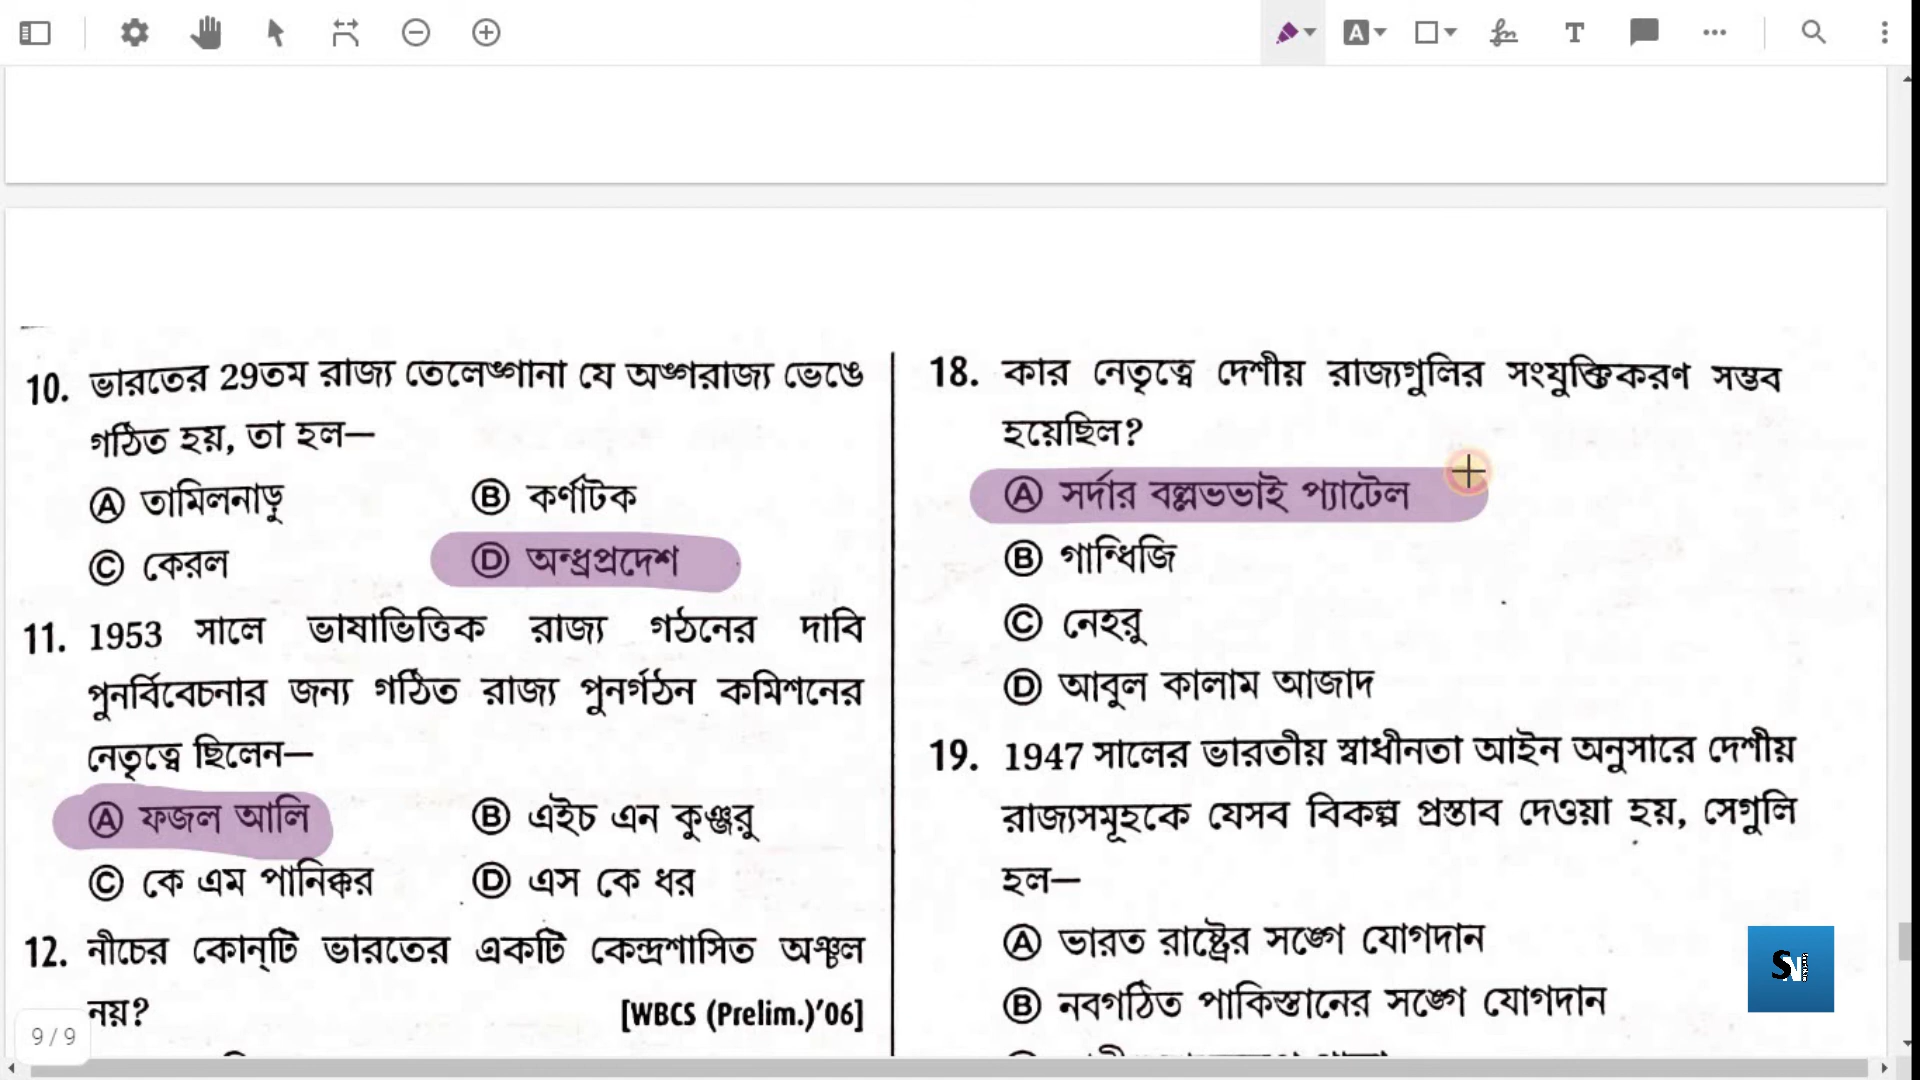 10. ভারতের 29তম রাজ্য তেলেঙ্গানা যে অঙ্গরাজ্য ভেঙে
গঠিত হয়, তা হল—
Ⓐ তামিলনাড়ু Ⓑ কর্ণাটক
Ⓒ কেরল Ⓓ অন্ধ্রপ্রদেশ
11. 1953 সালে ভাষাভিত্তিক রাজ্য গঠনের দাবি
পুনর্বিবেচনার জন্য গঠিত রাজ্য পুনর্গঠন কমিশনের
নেতৃত্বে ছিলেন—
Ⓐ ফজল আলি Ⓑ এইচ এন কুঞ্জরু
Ⓒ কে এম পানিক্কর Ⓓ এস কে ধর
12. নীচের কোন্‌টি ভারতের একটি কেন্দ্রশাসিত অঞ্চল
নয়? [WBCS (Prelim.)'06]
18. কার নেতৃত্বে দেশীয় রাজ্যগুলির সংযুক্তিকরণ সম্ভব
হয়েছিল?
Ⓐ সর্দার বল্লভভাই প্যাটেল
Ⓑ গান্ধিজি
Ⓒ নেহরু
Ⓓ আবুল কালাম আজাদ
19. 1947 সালের ভারতীয় স্বাধীনতা আইন অনুসারে দেশীয়
রাজ্যসমূহকে যেসব বিকল্প প্রস্তাব দেওয়া হয়, সেগুলি
হল—
Ⓐ ভারত রাষ্ট্রের সঙ্গে যোগদান
Ⓑ নবগঠিত পাকিস্তানের সঙ্গে যোগদান
9 / 9